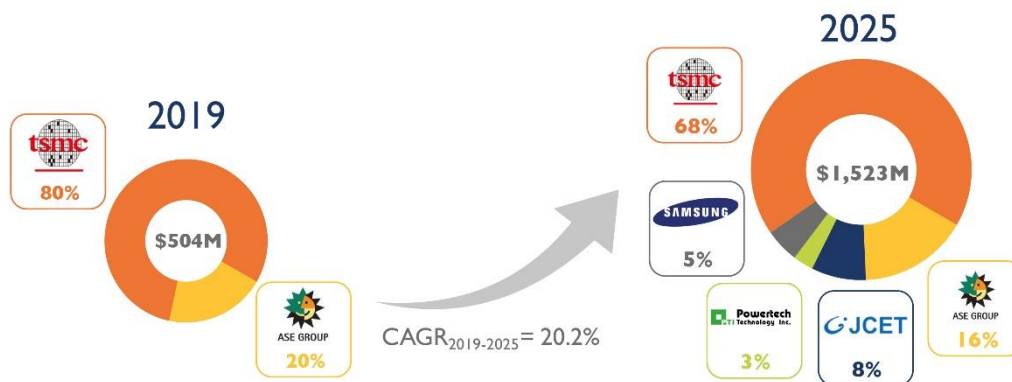 2019
tsmc
80%
$504M
ASE GROUP
20%
CAGR2019-2025 = 20.2%
2025
tsmc
68%
$1,523M
SAMSUNG
5%
PTI Powertech
Technology Inc.
3%
JCET
8%
ASE GROUP
16%